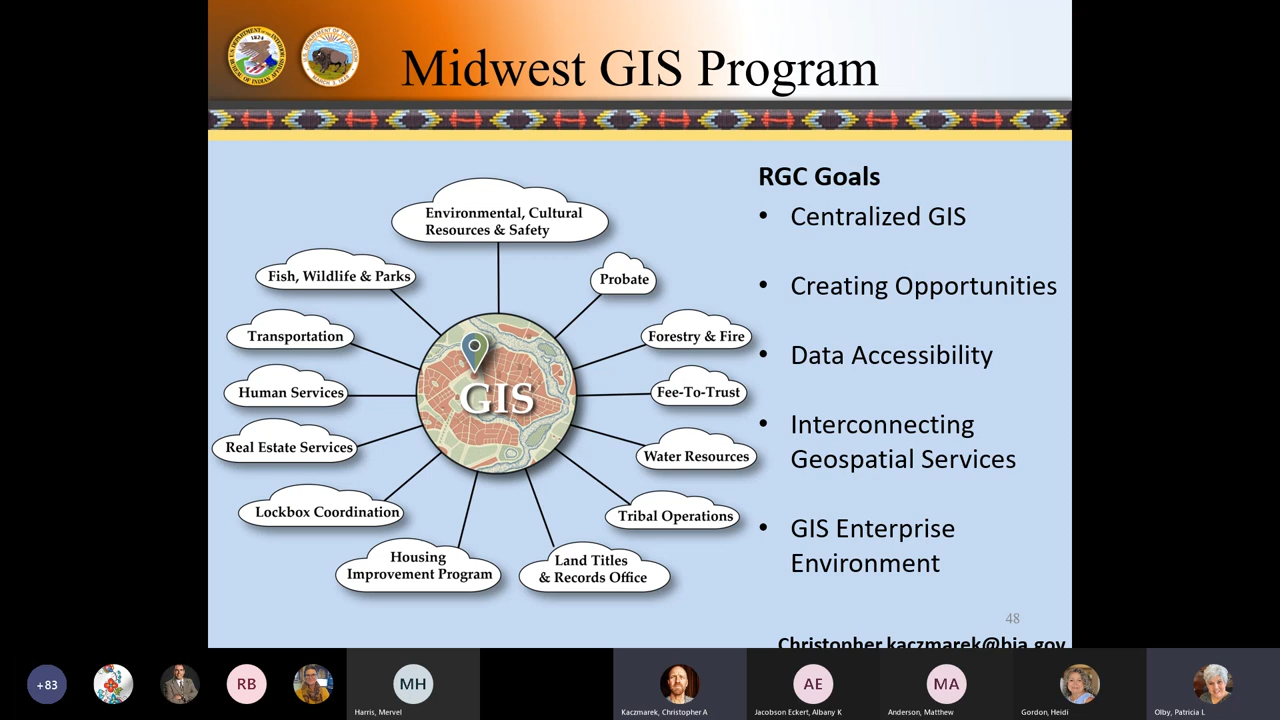 Midwest GIS Program
Environmental, Cultural
Resources & Safety
Fish, Wildlife & Parks
Probate
Transportation
Forestry & Fire
Human Services
Fee-To-Trust
GIS
Real Estate Services
Water Resources
Lockbox Coordination
Tribal Operations
Housing
Improvement Program
Land Titles
& Records Office
RGC Goals
• Centralized GIS
• Creating Opportunities
• Data Accessibility
• Interconnecting
Geospatial Services
• GIS Enterprise
Environment
48
Christopher.kaczmarek@bia.gov
+83
RB
MH
Harris, Mervel
Kaczmarek, Christopher A
AE
Jacobson Eckert, Albany K
MA
Anderson, Matthew
Gordon, Heidi
Olby, Patricia L